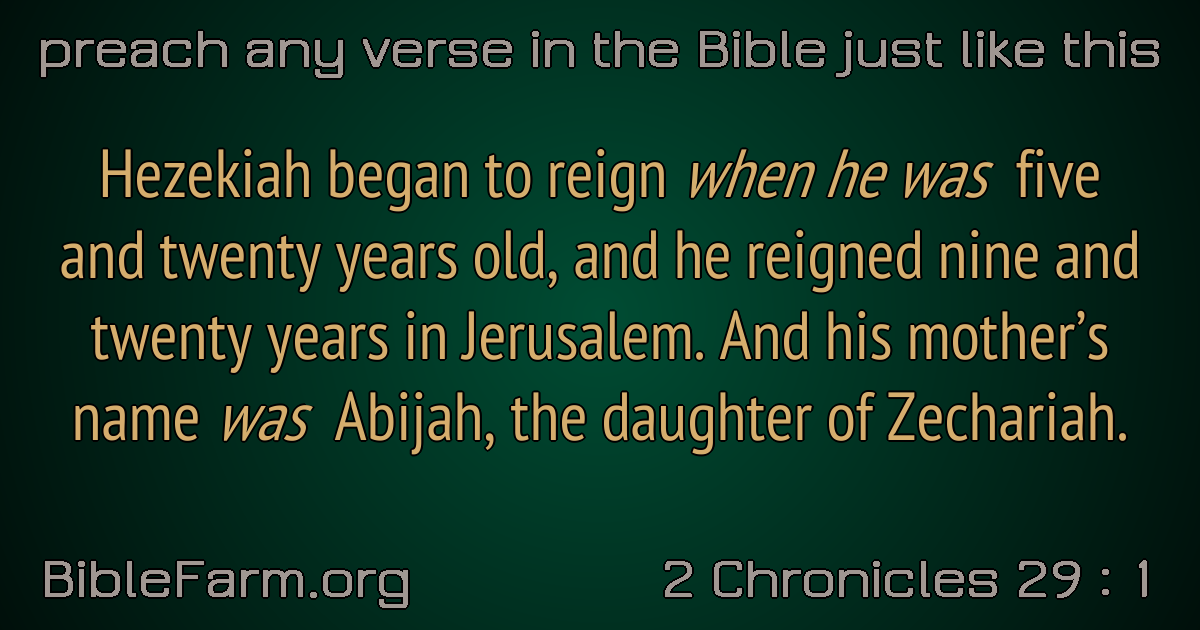 preach any verse in the Bible just like this
Hezekiah began to reign when he was five
and twenty years old, and he reigned nine and
twenty years in Jerusalem. And his mother’s
name was Abijah, the daughter of Zechariah.
BibleFarm.org
2 Chronicles 29 : 1